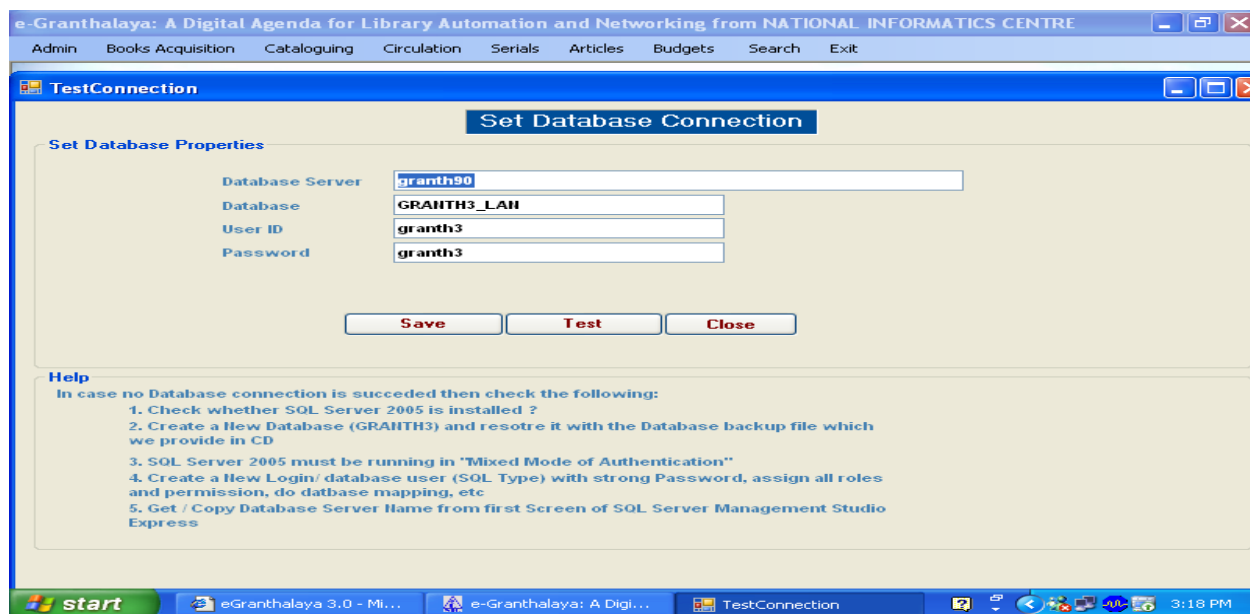 e-Granthalaya: A Digital Agenda for Library Automation and Networking from NATIONAL INFORMATICS CENTRE
Admin Books Acquisition Cataloguing Circulation Serials Articles Budgets Search Exit
TestConnection
Set Database Connection
Set Database Properties
Database Server granth90
Database GRANTH3_LAN
User ID granth3
Password granth3
Save Test Close
Help
In case no Database connection is succeded then check the following:
1. Check whether SQL Server 2005 is installed ?
2. Create a New Database (GRANTH3) and resotre it with the Database backup file which
we provide in CD
3. SQL Server 2005 must be running in "Mixed Mode of Authentication"
4. Create a New Login/ database user (SQL Type) with strong Password, assign all roles
and permission, do datbase mapping, etc
5. Get / Copy Database Server Name from first Screen of SQL Server Management Studio
Express
start eGranthalaya 3.0 - Mi... e-Granthalaya: A Digi... TestConnection 3:18 PM